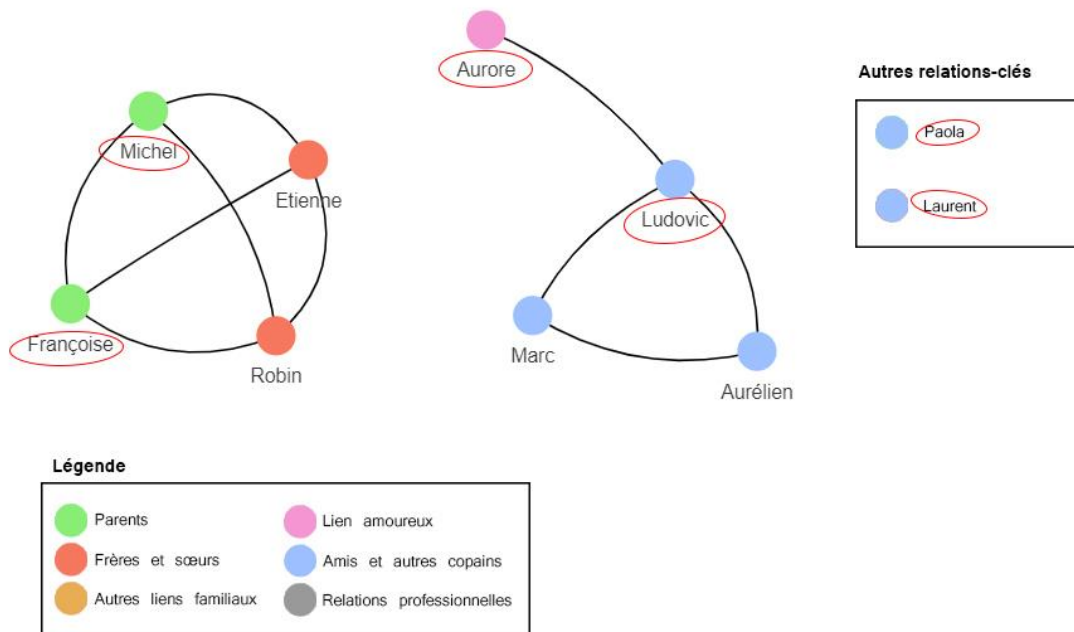 Aurore
Autres relations-clés
Michel
Paola
Etienne
Laurent
Ludovic
Françoise
Marc
Robin
Aurélien
Légende
Parents
Lien amoureux
Frères et sœurs
Amis et autres copains
Autres liens familiaux
Relations professionnelles